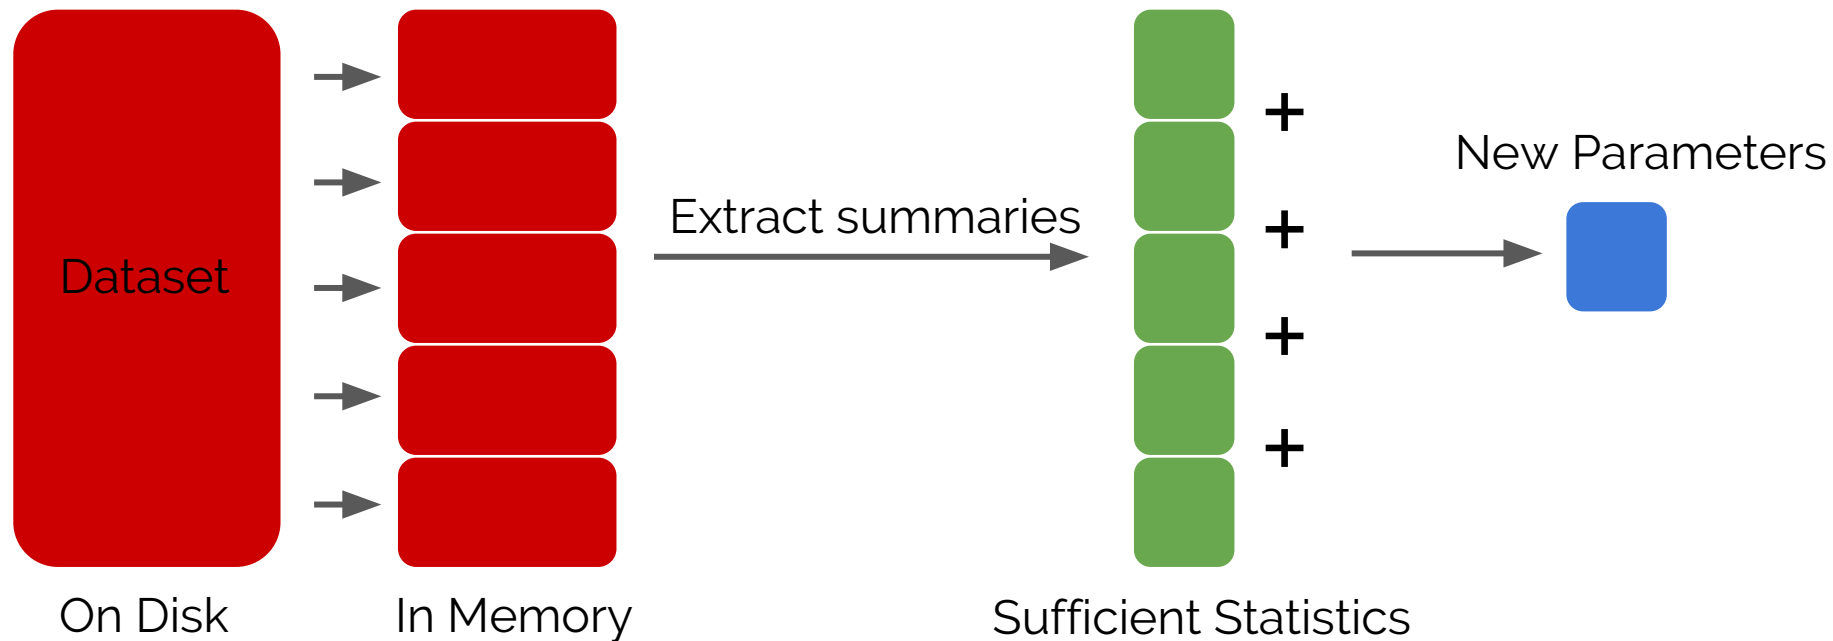 Dataset
Extract summaries
+
+
+
+
New Parameters
On Disk
In Memory
Sufficient Statistics